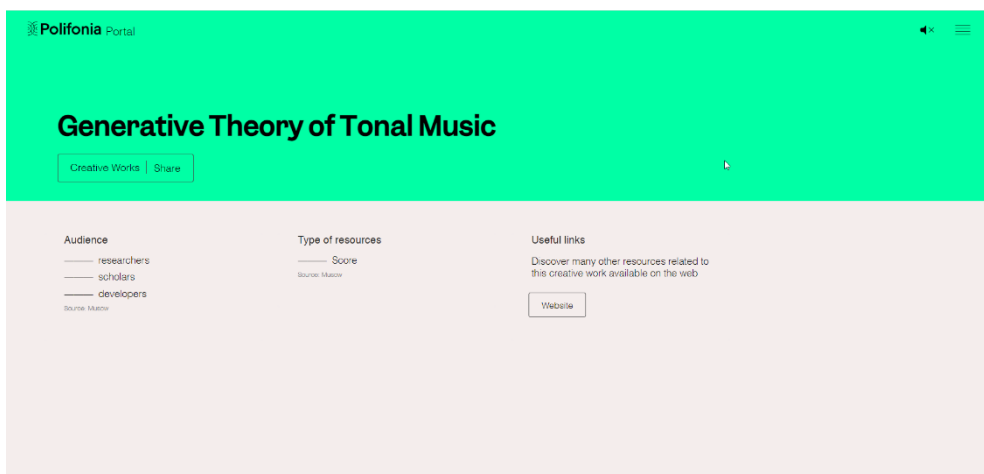 Polifonia Portal
Generative Theory of Tonal Music
Creative Works | Share
Audience
researchers
scholars
developers
Source: Musow
Type of resources
Score
Source: Musow
Useful links
Discover many other resources related to
this creative work available on the web
Website